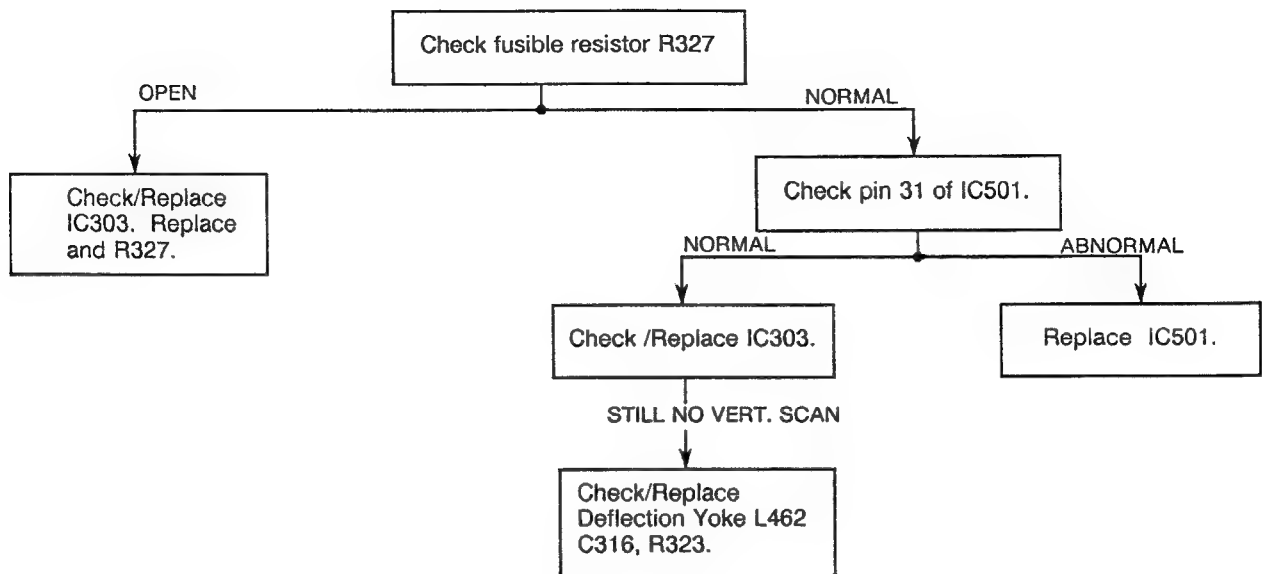 Check fusible resistor R327
OPEN
NORMAL
Check/Replace
IC303. Replace
and R327.
Check pin 31 of IC501.
NORMAL
ABNORMAL
Check /Replace IC303.
Replace IC501.
STILL NO VERT. SCAN
Check/Replace
Deflection Yoke L462
C316, R323.